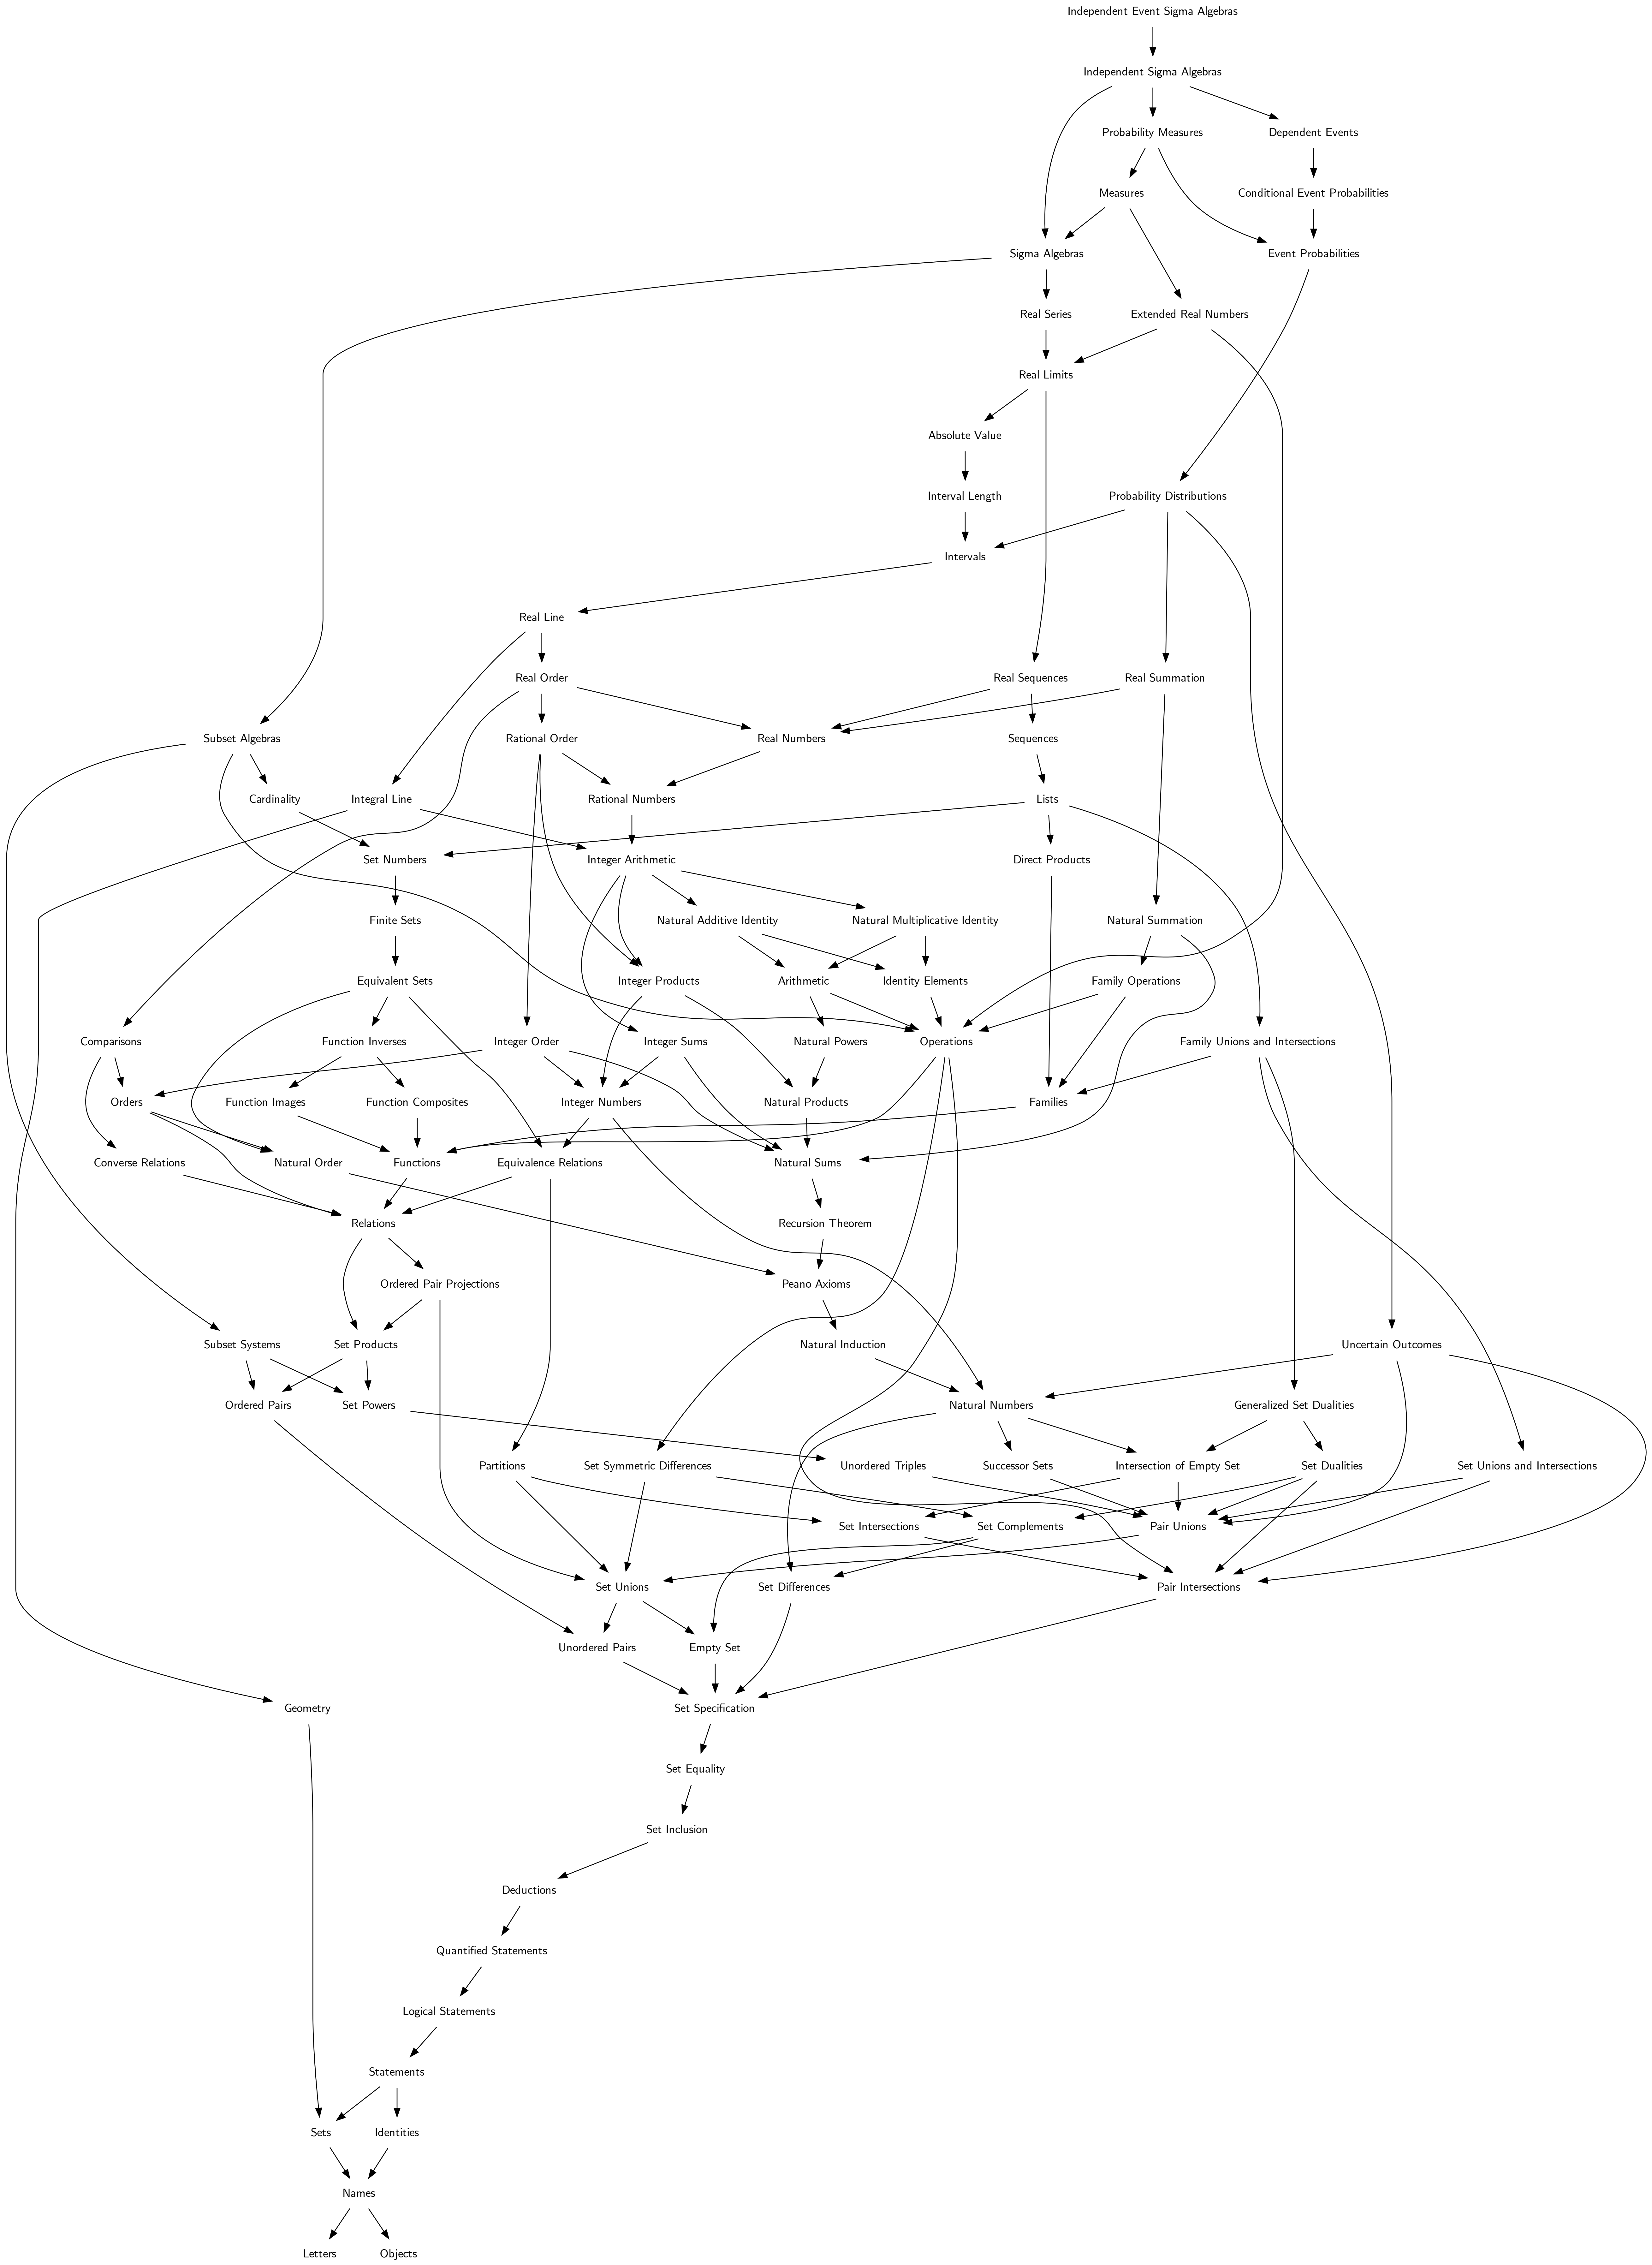 Independent Event Sigma Algebras
Independent Sigma Algebras
Probability Measures
Dependent Events
Measures
Conditional Event Probabilities
Sigma Algebras
Event Probabilities
Real Series
Extended Real Numbers
Real Limits
Absolute Value
Interval Length
Probability Distributions
Intervals
Real Line
Real Order
Real Sequences
Real Summation
Subset Algebras
Rational Order
Real Numbers
Sequences
Cardinality
Integral Line
Rational Numbers
Lists
Set Numbers
Integer Arithmetic
Direct Products
Finite Sets
Natural Additive Identity
Natural Multiplicative Identity
Natural Summation
Equivalent Sets
Integer Products
Arithmetic
Identity Elements
Family Operations
Comparisons
Function Inverses
Integer Order
Integer Sums
Natural Powers
Operations
Family Unions and Intersections
Orders
Function Images
Function Composites
Integer Numbers
Natural Products
Families
Converse Relations
Natural Order
Functions
Equivalence Relations
Natural Sums
Relations
Recursion Theorem
Ordered Pair Projections
Peano Axioms
Subset Systems
Set Products
Natural Induction
Uncertain Outcomes
Ordered Pairs
Set Powers
Natural Numbers
Generalized Set Dualities
Partitions
Set Symmetric Differences
Unordered Triples
Successor Sets
Intersection of Empty Set
Set Dualities
Set Unions and Intersections
Set Intersections
Set Complements
Pair Unions
Set Unions
Set Differences
Pair Intersections
Unordered Pairs
Empty Set
Geometry
Set Specification
Set Equality
Set Inclusion
Deductions
Quantified Statements
Logical Statements
Statements
Sets
Identities
Names
Letters
Objects